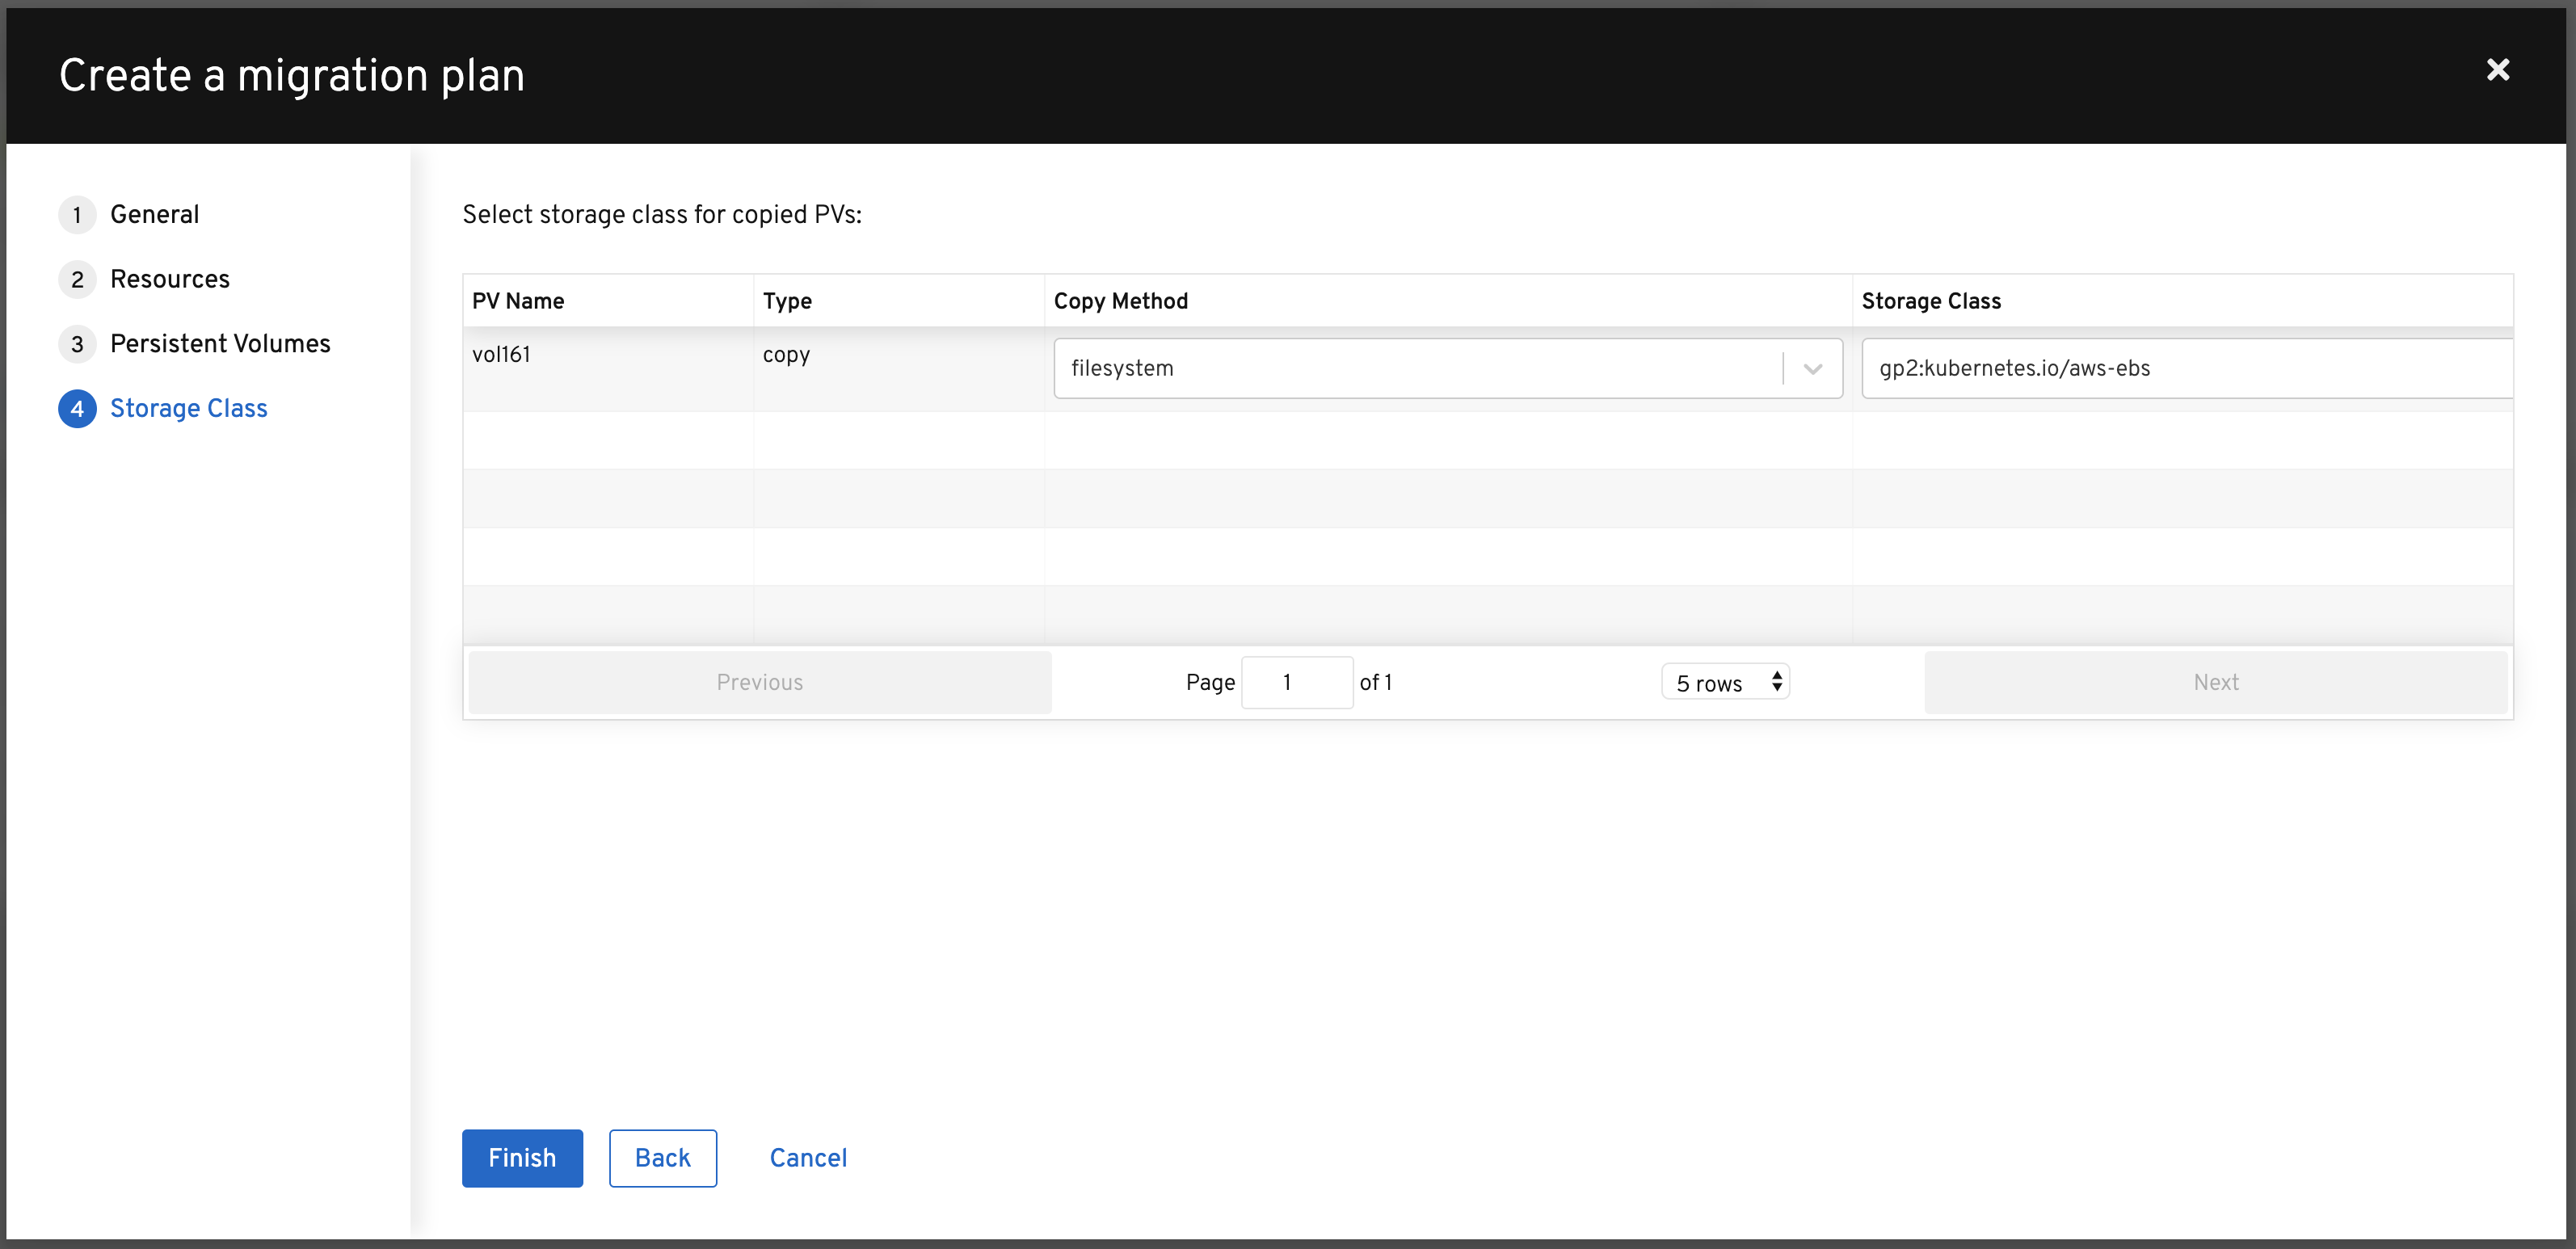 Create a migration plan
1 General
2 Resources
3 Persistent Volumes
4 Storage Class
Select storage class for copied PVs:
PV Name Type Copy Method Storage Class
vol161 copy filesystem gp2:kubernetes.io/aws-ebs
Previous Page 1 of 1 5 rows Next
Finish Back Cancel